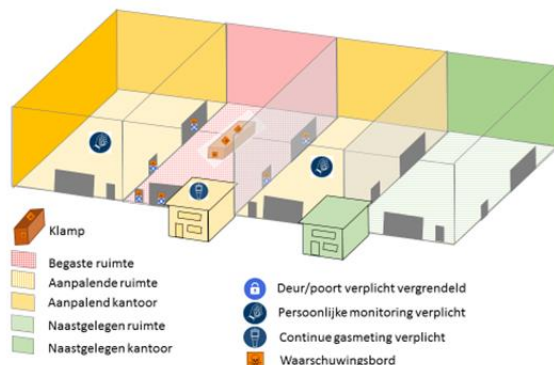 Klamp
Begaste ruimte
Aanpalende ruimte
Aanpalend kantoor
Naastgelegen ruimte
Naastgelegen kantoor
Deur/poort verplicht vergrendeld
Persoonlijke monitoring verplicht
Continue gasmeting verplicht
Waarschuwingsbord